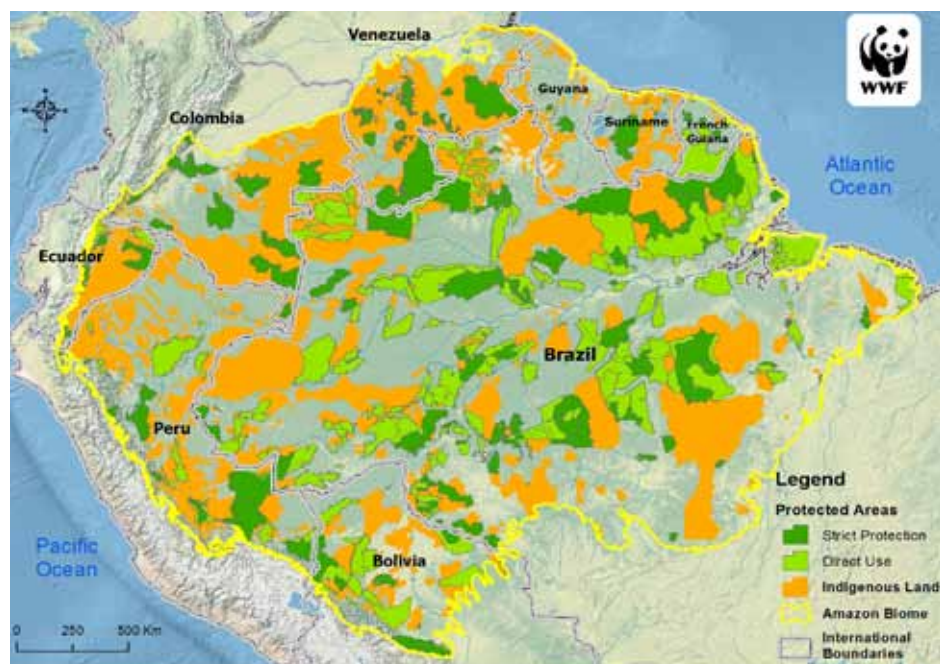 Venezuela
WWF
Guyana
Colombia
Suriname
French
Guiana
Atlantic
Ocean
Ecuador
Brazil
Peru
Legend
Protected Areas
Strict Protection
Direct Use
Indigenous Land
Amazon Biome
International
Boundaries
Pacific
Ocean
Bolivia
0 250 500 Km